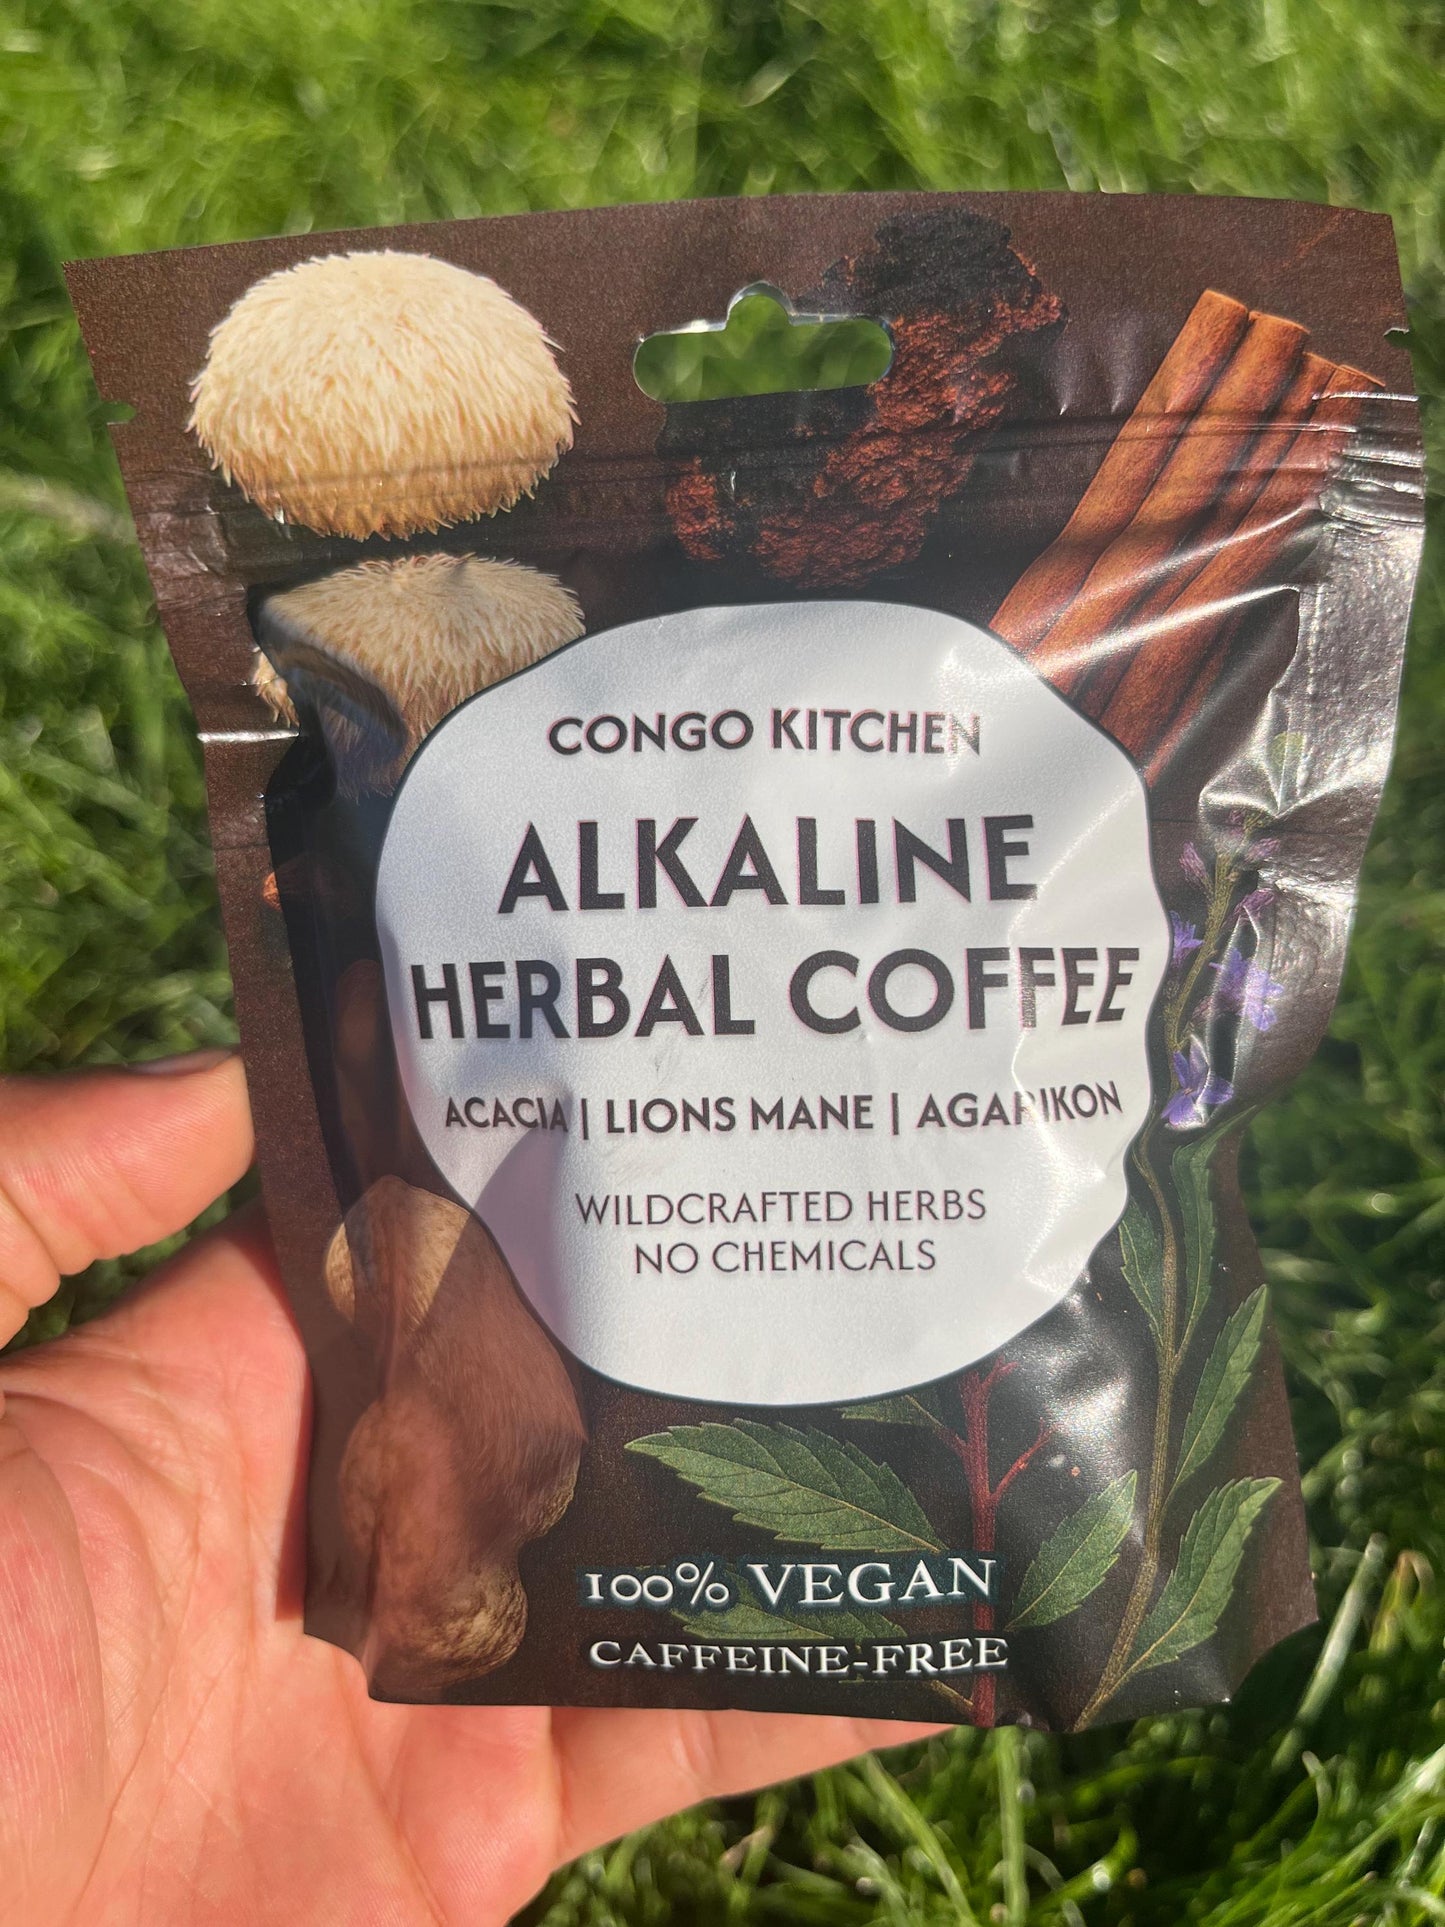 CONGO KITCHEN
ALKALINE
HERBAL COFFEE
ACACIA | LIONS MANE | AGARIKON
WILDCRAFTED HERBS
NO CHEMICALS
100% VEGAN
CAFFEINE-FREE